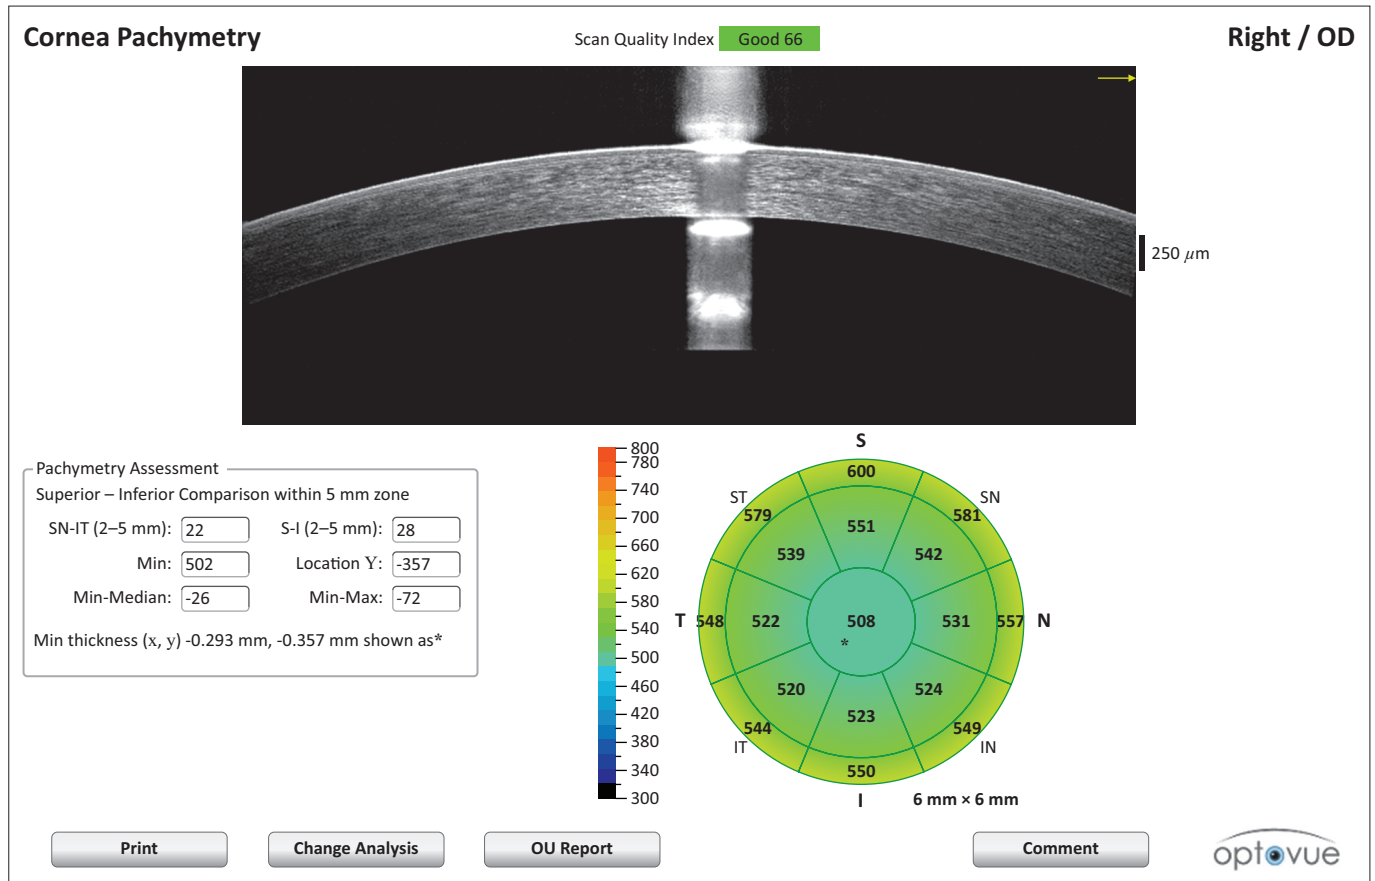 Cornea Pachymetry
Scan Quality Index Good 66
Right / OD
250 µm
Pachymetry Assessment
Superior – Inferior Comparison within 5 mm zone
SN-IT (2–5 mm): 22 S-I (2–5 mm): 28
Min: 502 Location Y: -357
Min-Median: -26 Min-Max: -72
Min thickness (x, y) -0.293 mm, -0.357 mm shown as*
800
780
740
700
660
620
580
540
500
460
420
380
340
300
S
600
ST SN
579 581
551
539 542
T 548 522 508 531 557 N
*
520 524
523
544 549
IT IN
550
I 6 mm × 6 mm
Print Change Analysis OU Report Comment
optovue